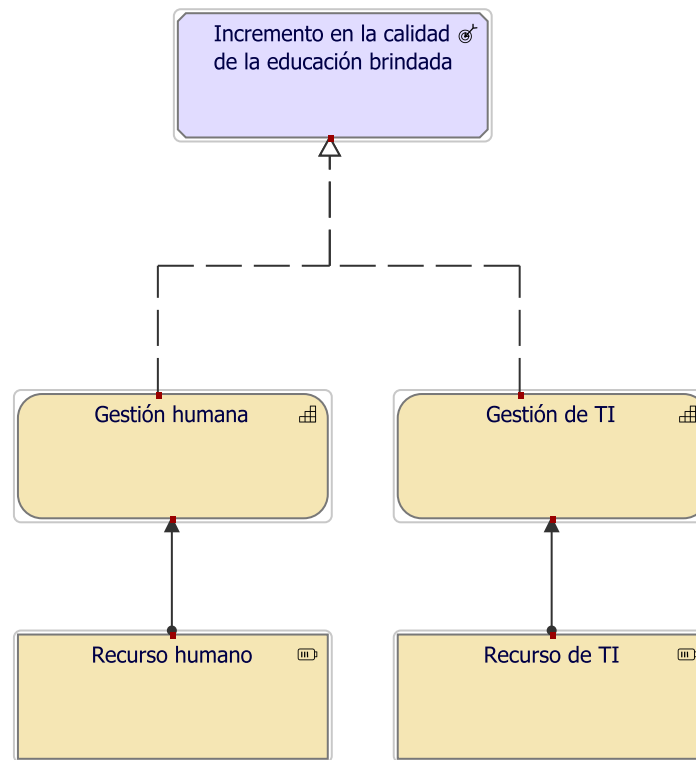 Incremento en la calidad
de la educación brindada
Gestión humana
Gestión de TI
Recurso humano
Recurso de TI